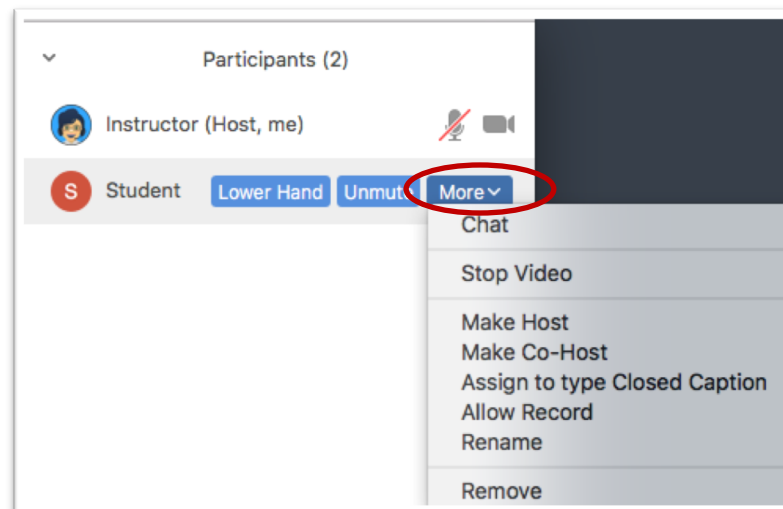 Participants (2)
Instructor (Host, me)
S Student Lower Hand Unmute More
Chat
Stop Video
Make Host
Make Co-Host
Assign to type Closed Caption
Allow Record
Rename
Remove